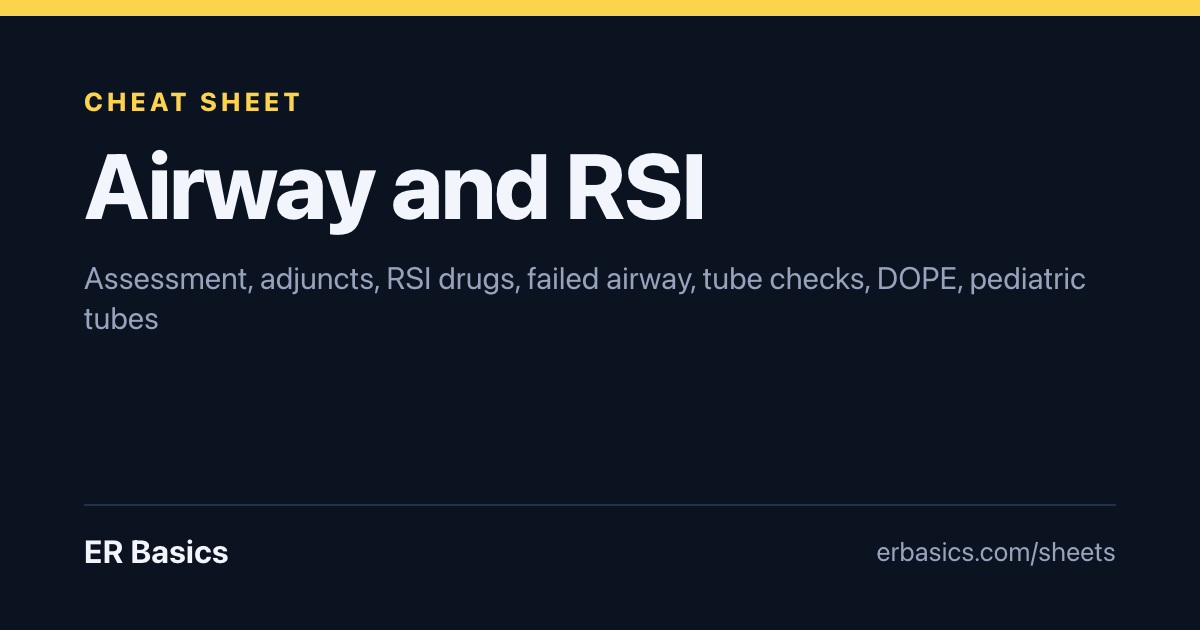 CHEAT SHEET
Airway and RSI
Assessment, adjuncts, RSI drugs, failed airway, tube checks, DOPE, pediatric
tubes
ER Basics
erbasics.com/sheets